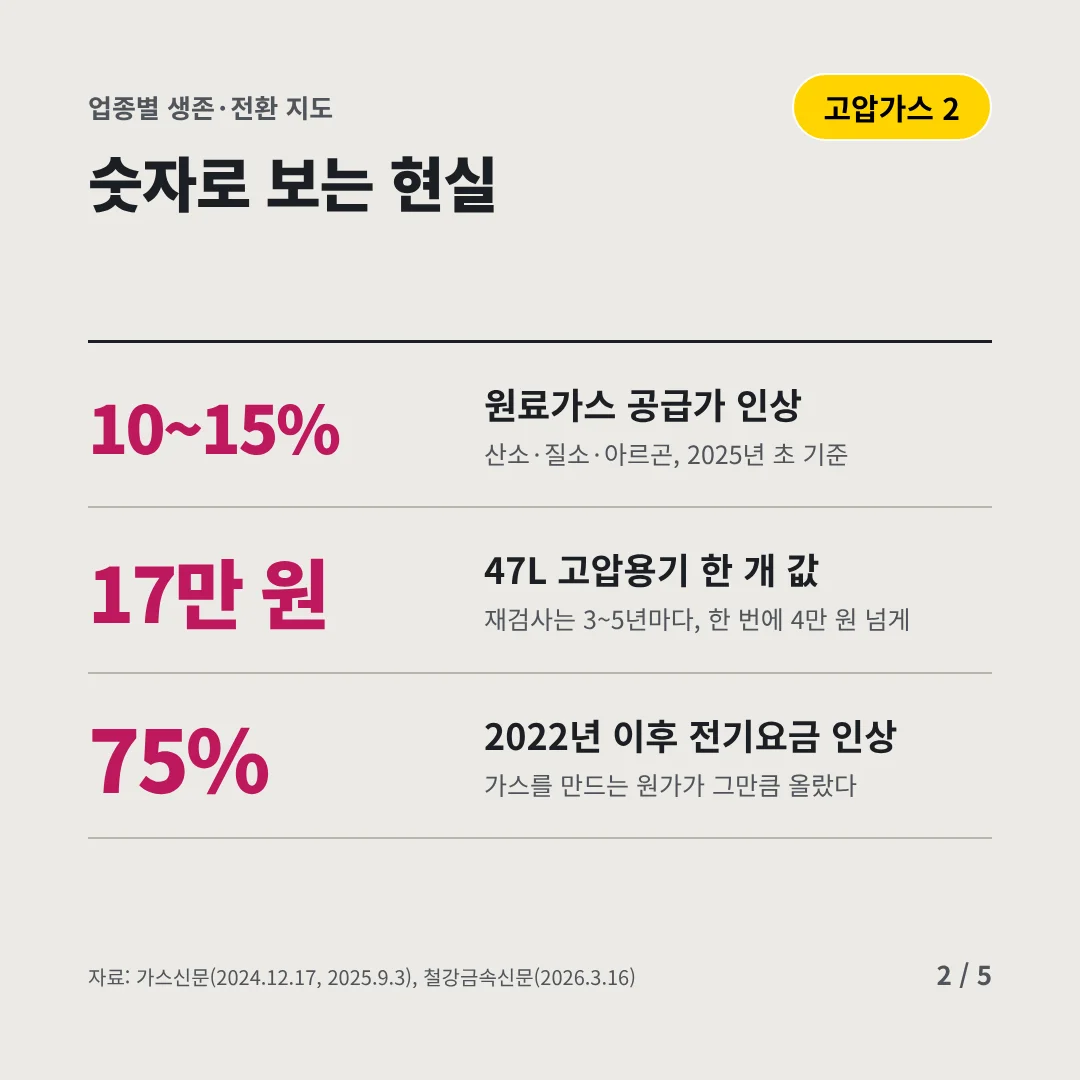 업종별 생존·전환 지도
고압가스 2
숫자로 보는 현실
10~15%
원료가스 공급가 인상
산소·질소·아르곤, 2025년 초 기준
17만 원
47L 고압용기 한 개 값
재검사는 3~5년마다, 한 번에 4만 원 넘게
75%
2022년 이후 전기요금 인상
가스를 만드는 원가가 그만큼 올랐다
자료: 가스신문(2024.12.17, 2025.9.3), 철강금속신문(2026.3.16)
2 / 5